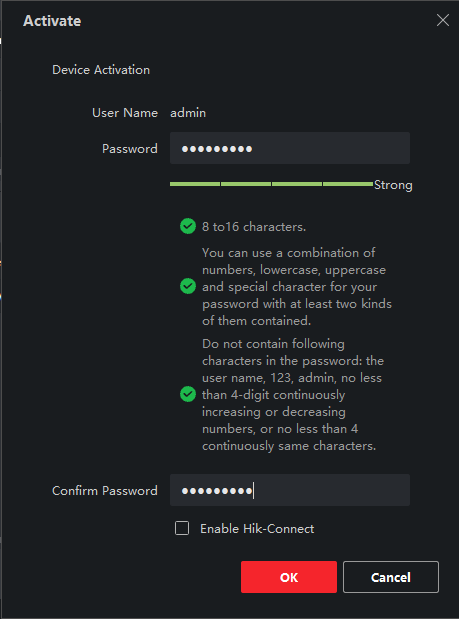 Activate
Device Activation
User Name admin
Password ●●●●●●●●●
Strong
8 to16 characters.
You can use a combination of
numbers, lowercase, uppercase
and special character for your
password with at least two kinds
of them contained.
Do not contain following
characters in the password: the
user name, 123, admin, no less
than 4-digit continuously
increasing or decreasing
numbers, or no less than 4
continuously same characters.
Confirm Password ●●●●●●●●●
Enable Hik-Connect
OK Cancel